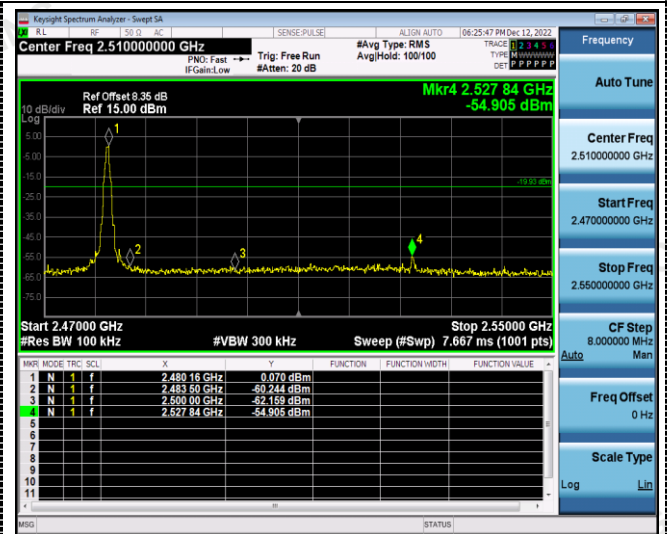 Keysight Spectrum Analyzer - Swept SA
RL RF 50 Ω AC SENSE:PULSE ALIGN AUTO 06:25:47 PM Dec 12, 2022
Center Freq 2.510000000 GHz #Avg Type: RMS TRACE 1 2 3 4 5 6
PNO: Fast Trig: Free Run Avg|Hold: 100/100 TYPE M WWWWW
IFGain:Low #Atten: 20 dB DET P P P P P P
Ref Offset 8.35 dB Mkr4 2.527 84 GHz
10 dB/div Ref 15.00 dBm -54.905 dBm
Log
1
5.00
-5.00
-15.0
-19.93 dBm
-25.0
-35.0
-45.0
2 3 4
-55.0
-65.0
-75.0
Start 2.47000 GHz Stop 2.55000 GHz
#Res BW 100 kHz #VBW 300 kHz Sweep (#Swp) 7.667 ms (1001 pts)
MKR MODE TRC SCL X Y FUNCTION FUNCTION WIDTH FUNCTION VALUE
1 N 1 f 2.480 16 GHz 0.070 dBm
2 N 1 f 2.483 50 GHz -60.244 dBm
3 N 1 f 2.500 00 GHz -62.159 dBm
4 N 1 f 2.527 84 GHz -54.905 dBm
5
6
7
8
9
10
11
MSG STATUS
Frequency
Auto Tune
Center Freq
2.510000000 GHz
Start Freq
2.470000000 GHz
Stop Freq
2.550000000 GHz
CF Step
8.000000 MHz
Auto Man
Freq Offset
0 Hz
Scale Type
Log Lin